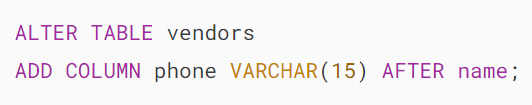 ALTER TABLE vendors
ADD COLUMN phone VARCHAR(15) AFTER name;